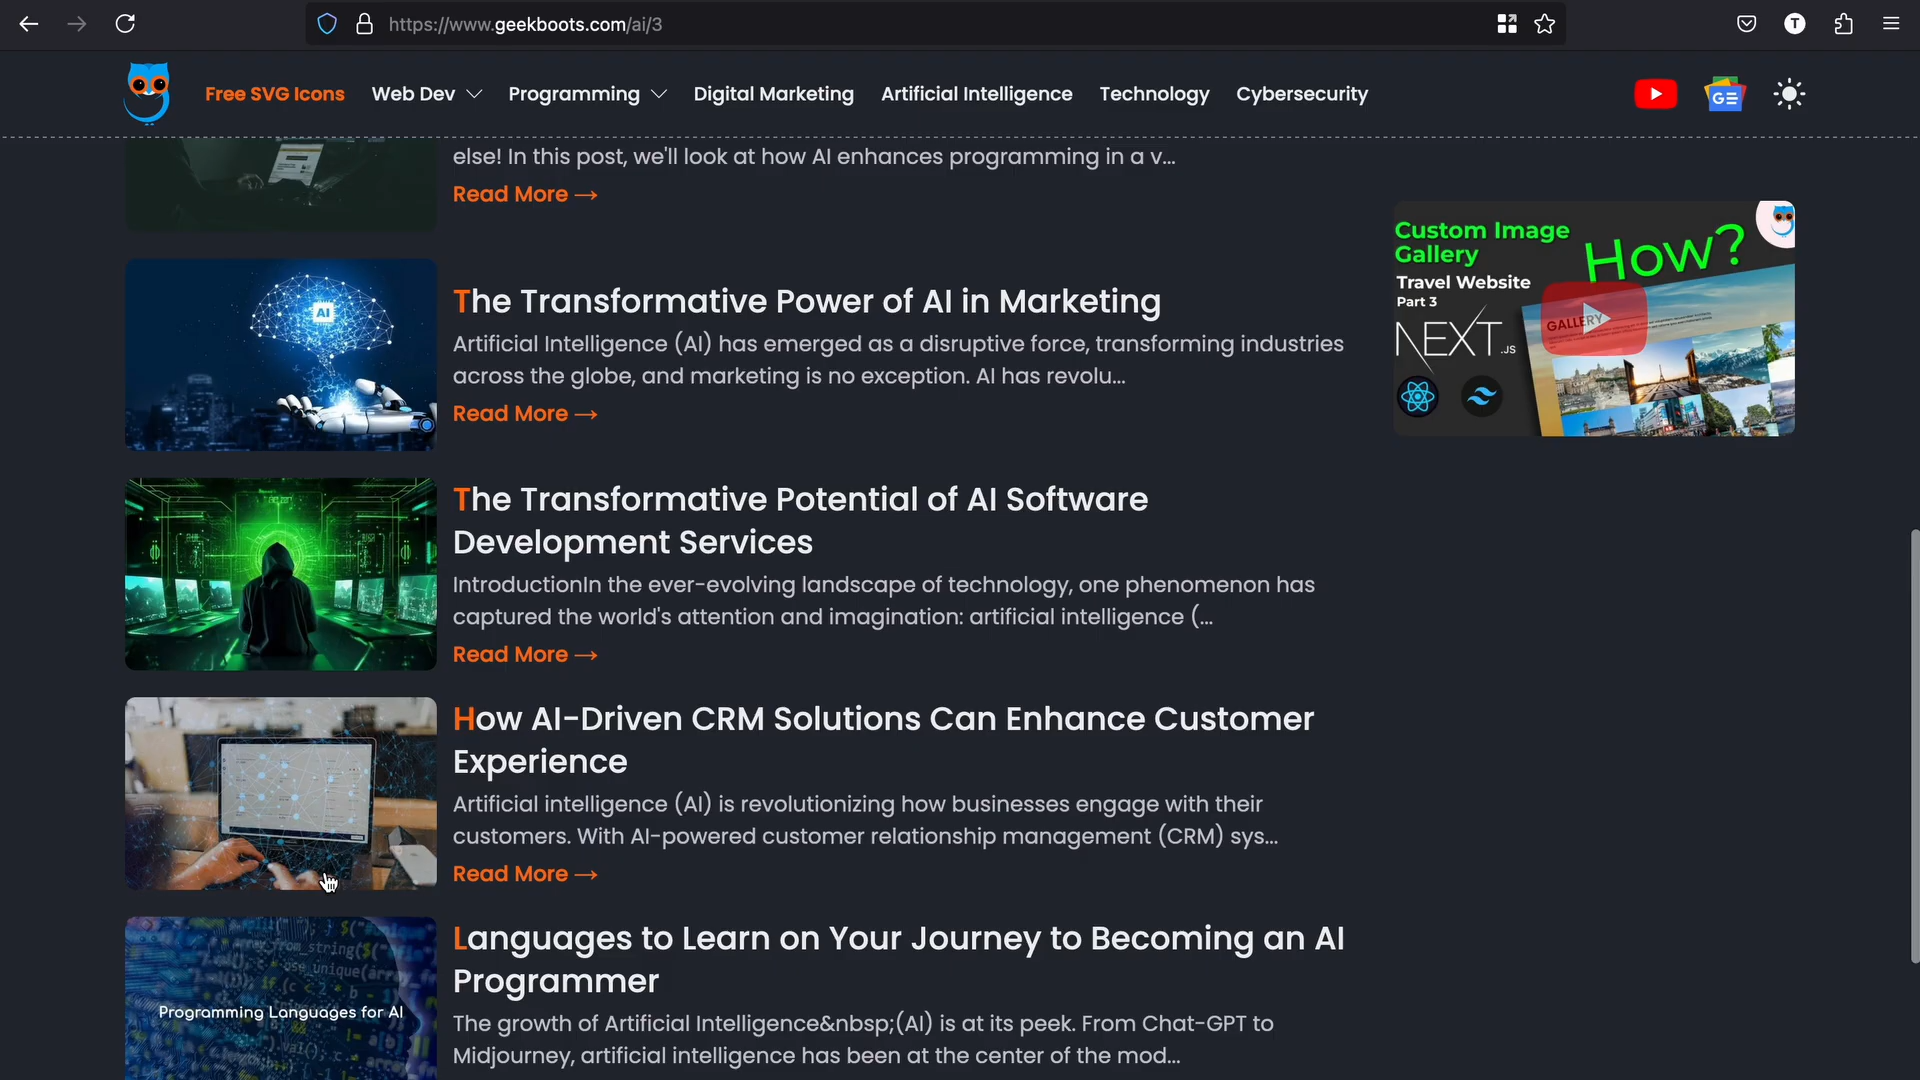 https://www.geekboots.com/ai/3
T
Free SVG Icons
Web Dev
Programming
Digital Marketing
Artificial Intelligence
Technology
Cybersecurity
GE
else! In this post, we'll look at how AI enhances programming in a v...
Read More →
AI
The Transformative Power of AI in Marketing
Artificial Intelligence (AI) has emerged as a disruptive force, transforming industries
across the globe, and marketing is no exception. AI has revolu...
Read More →
Custom Image
Gallery
How?
Travel Website
Part 3
NEXT.JS
GALLERY
The Transformative Potential of AI Software
Development Services
IntroductionIn the ever-evolving landscape of technology, one phenomenon has
captured the world's attention and imagination: artificial intelligence (...
Read More →
How AI-Driven CRM Solutions Can Enhance Customer
Experience
Artificial intelligence (AI) is revolutionizing how businesses engage with their
customers. With AI-powered customer relationship management (CRM) sys...
Read More →
Programming Languages for AI
Languages to Learn on Your Journey to Becoming an AI
Programmer
The growth of Artificial Intelligence&nbsp;(AI) is at its peek. From Chat-GPT to
Midjourney, artificial intelligence has been at the center of the mod...